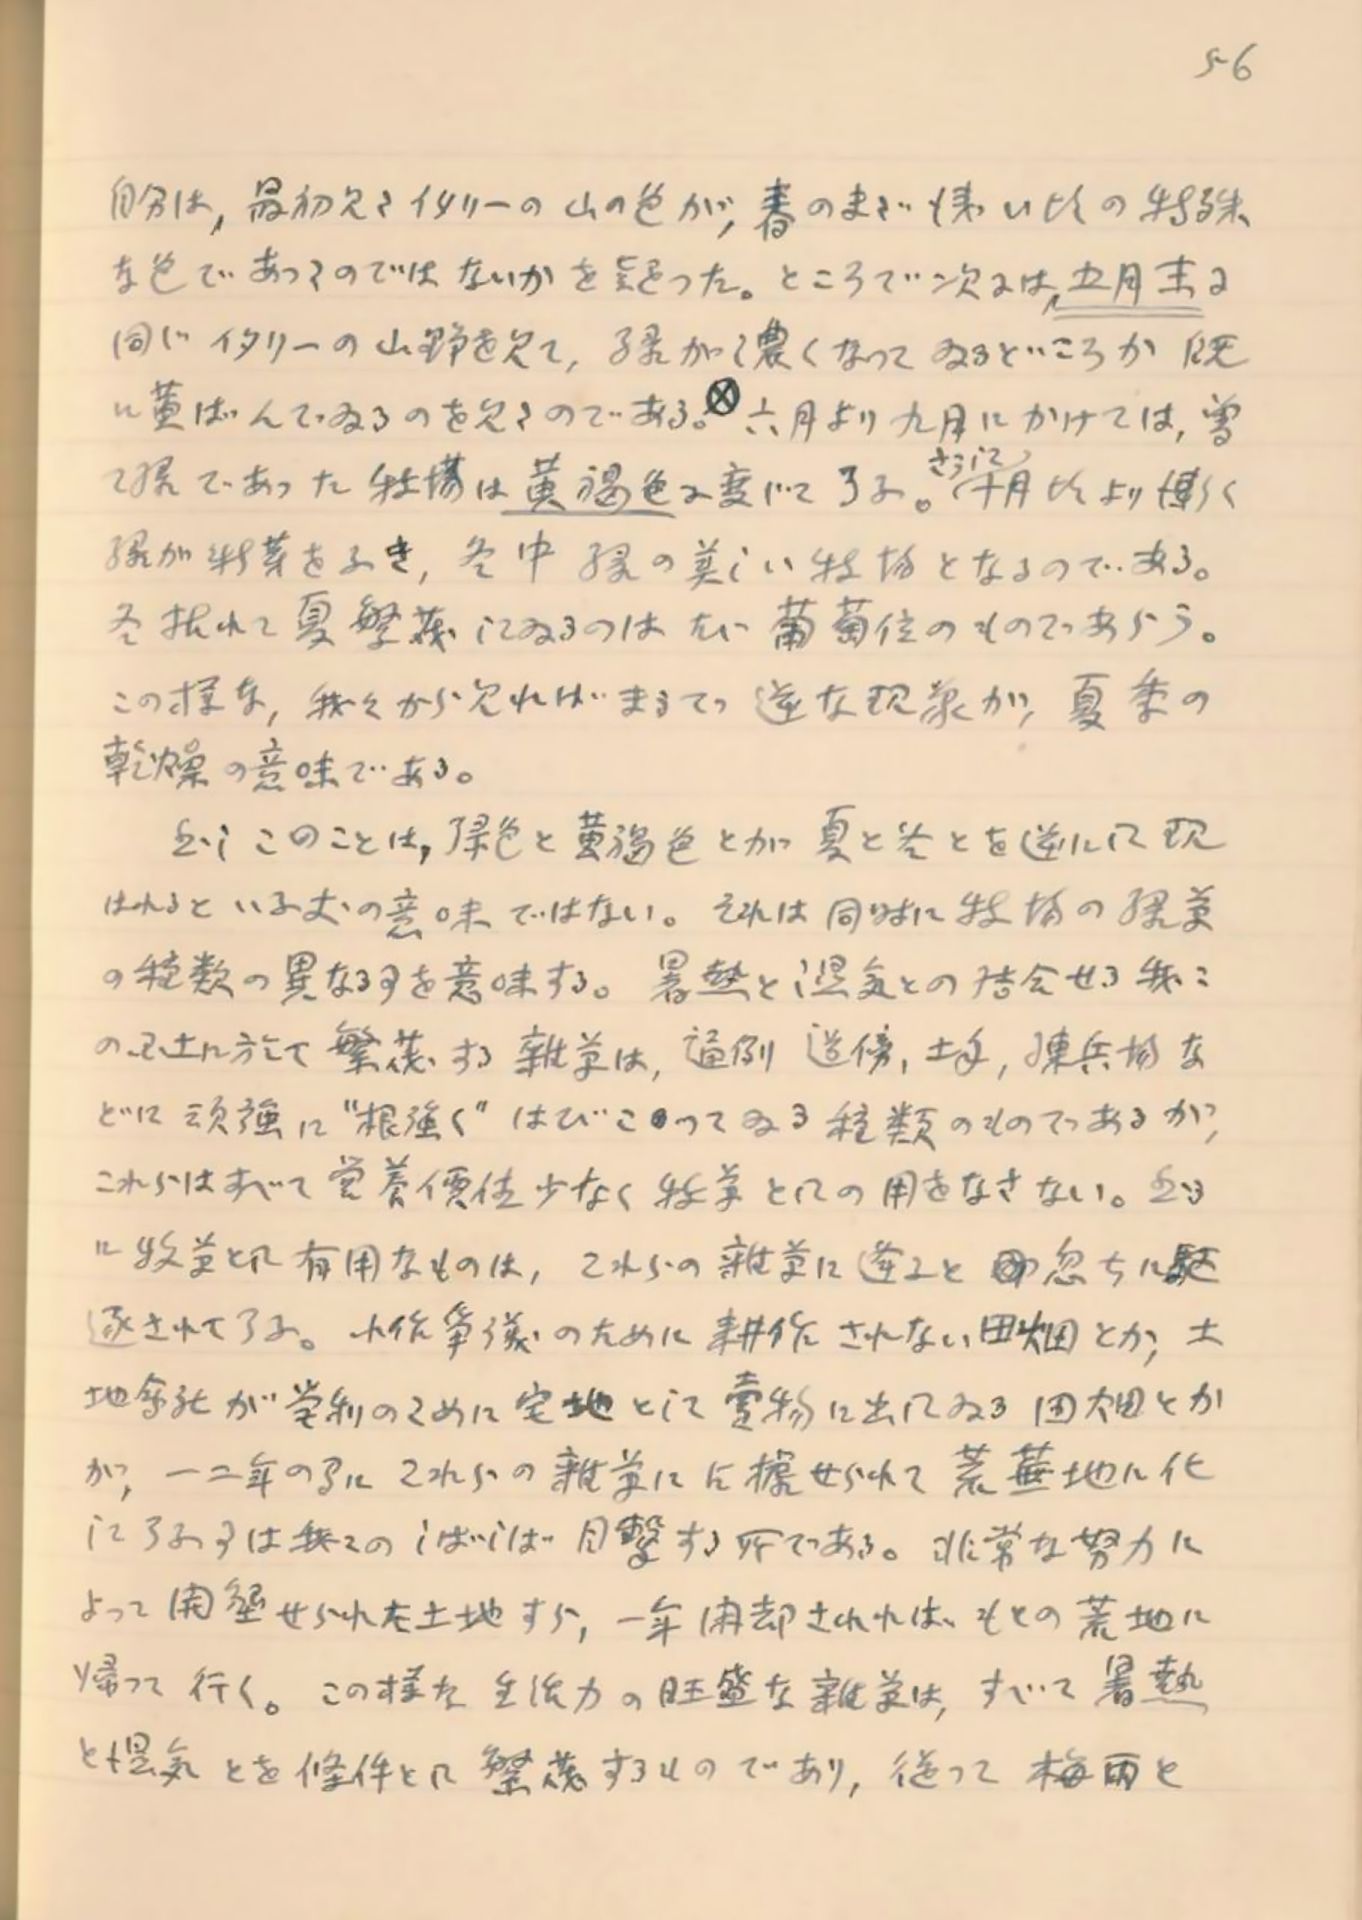 56
自分は, 最初見たイタリーの山の色が, 春のまだ浅い頃の特殊
な色であったのではないかを疑った。ところで次には, 五月末に
同じイタリーの山野を見て, 緑が濃くなってゐるどころか既
に黄ばんでゐるのを見たのである。⊗ 六月より九月にかけては, 曽
て緑であった牧場は黄褐色に変じて了ふ。そうして十月頃より漸く
緑が新芽をふき, 冬中緑の美しい牧場となるのである。
冬枯れて夏繁茂してゐるのはたゞ葡萄位のものであらう。
この様な, 我々から見ればまるで逆な現象が, 夏季の
乾燥の意味である。
然しこのことは, 緑色と黄褐色とが夏と冬とを逆にして現
はれるといふ丈の意味ではない。それは同時に牧場の緑草
の種類の異なる事を意味する。暑熱と湿気との結合せる我々
の風土に於て繁茂する雑草は, 通例道傍, 土手, 練兵場な
どに頑強に"根強く"はびこってゐる種類のものであるが,
これらはすべて営養価値少なく牧草としての用をなさない。然る
に牧草として有用なものは, これらの雑草に逢ふと忽ちに駆
逐されて了ふ。小作争議のために耕作されない田畑とか, 土
地会社が営利のために宅地として売物に出してゐる田畑とか
が, 一二年の間にこれらの雑草に占據せられて荒蕪地に化
して了ふ事は我々のしばしば目撃する所である。非常な努力に
よって開墾せられた土地すら, 一年閑却されればもとの荒地に
帰って行く。この様な生活力の旺盛な雑草は, すべて暑熱
と湿気とを條件として繁茂するものであり, 従って梅雨と